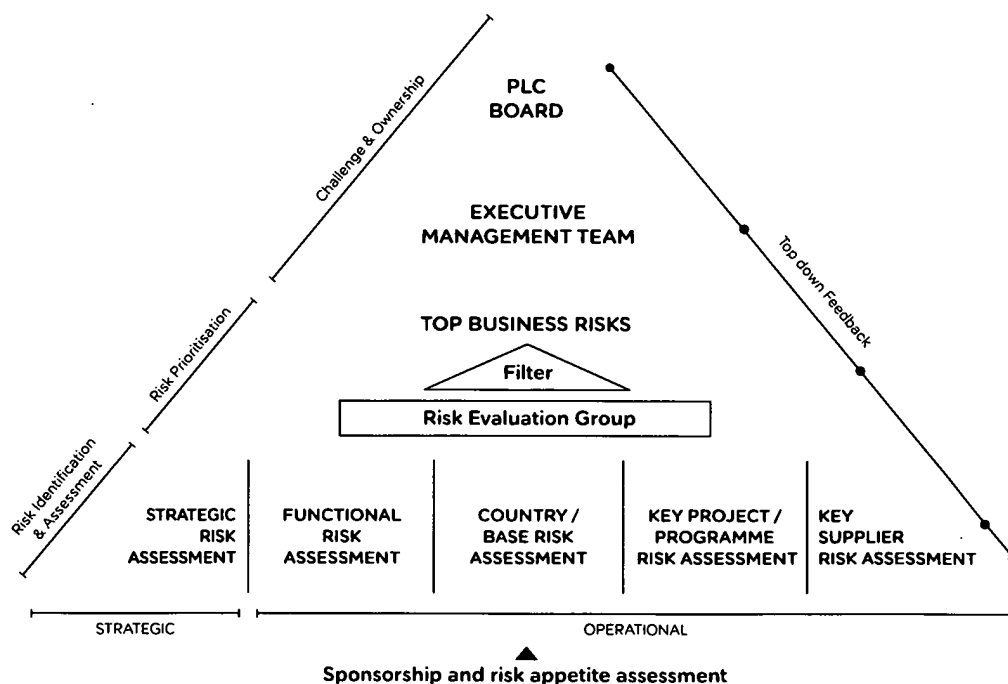 PLC
BOARD
Challenge & Ownership
EXECUTIVE
MANAGEMENT TEAM
Top down Feedback
TOP BUSINESS RISKS
Risk Prioritisation
Filter
Risk Evaluation Group
Risk Identification
& Assessment
STRATEGIC
RISK
ASSESSMENT
FUNCTIONAL
RISK
ASSESSMENT
COUNTRY /
BASE RISK
ASSESSMENT
KEY PROJECT /
PROGRAMME
RISK ASSESSMENT
KEY
SUPPLIER
RISK ASSESSMENT
STRATEGIC
OPERATIONAL
Sponsorship and risk appetite assessment